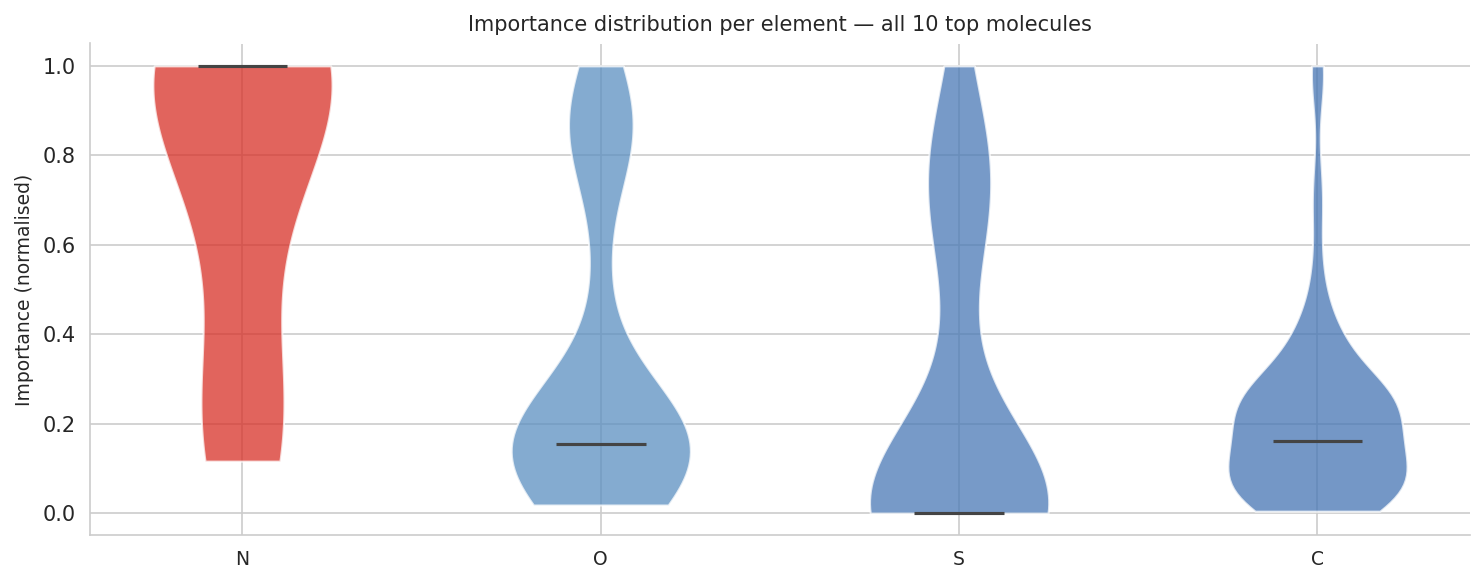 Importance distribution per element — all 10 top molecules
Importance (normalised)
1.0
0.8
0.6
0.4
0.2
0.0
N O S C